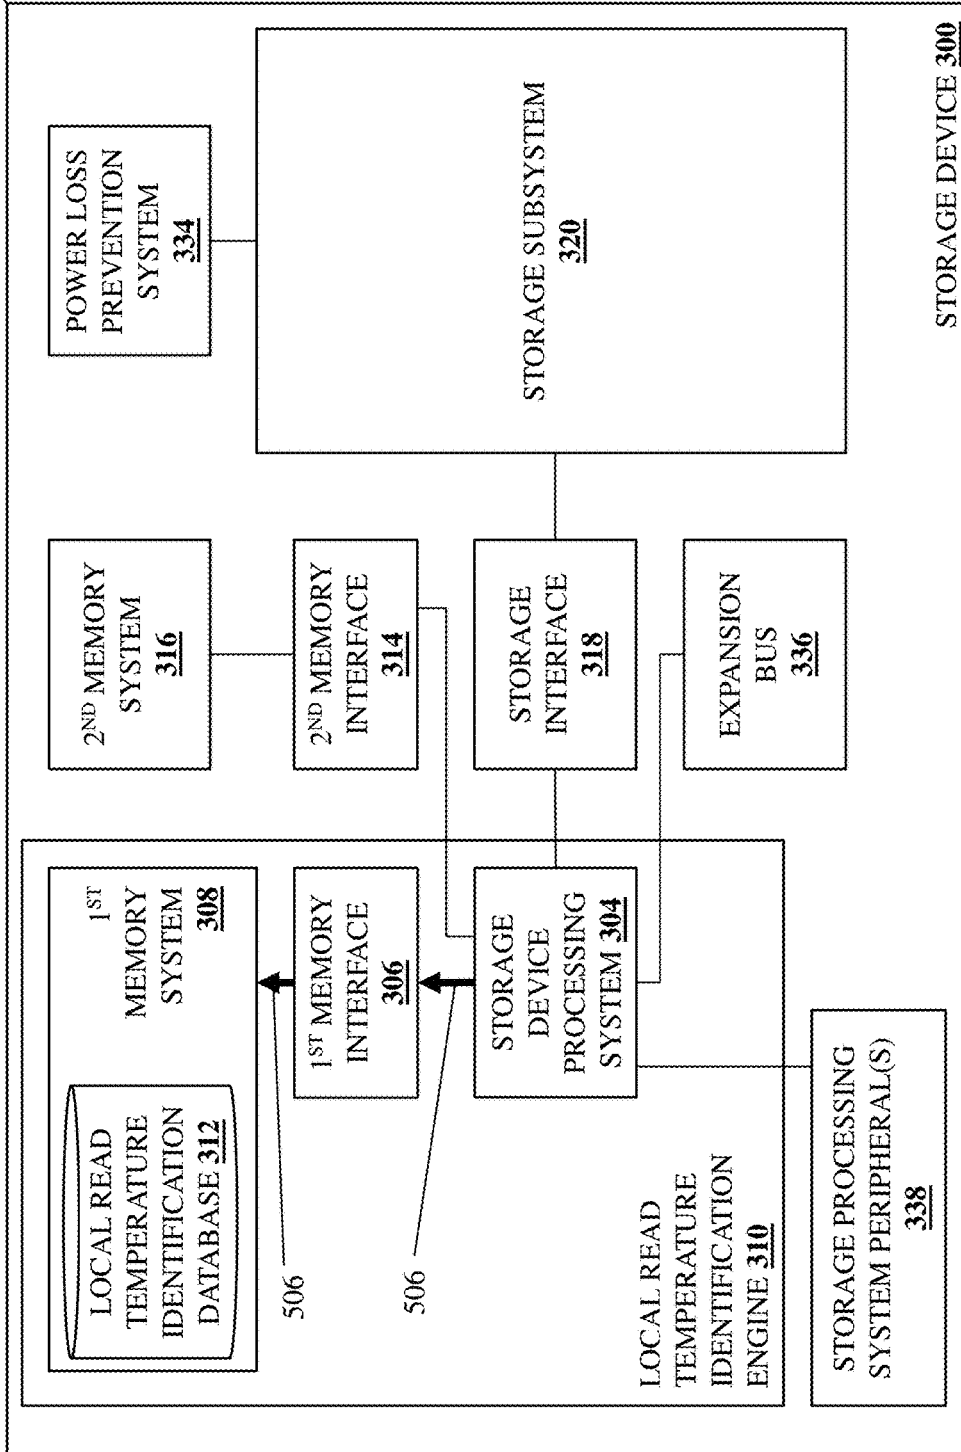 LOCAL READ
TEMPERATURE
IDENTIFICATION
DATABASE 312
1ST
MEMORY
SYSTEM
308
2ND MEMORY
SYSTEM
316
POWER LOSS
PREVENTION
SYSTEM
334
506
1ST MEMORY
INTERFACE
306
2ND MEMORY
INTERFACE
314
506
STORAGE
DEVICE
PROCESSING
SYSTEM 304
STORAGE
INTERFACE
318
STORAGE SUBSYSTEM
320
LOCAL READ
TEMPERATURE
IDENTIFICATION
ENGINE 310
EXPANSION
BUS
336
STORAGE PROCESSING
SYSTEM PERIPHERAL(S)
338
STORAGE DEVICE 300